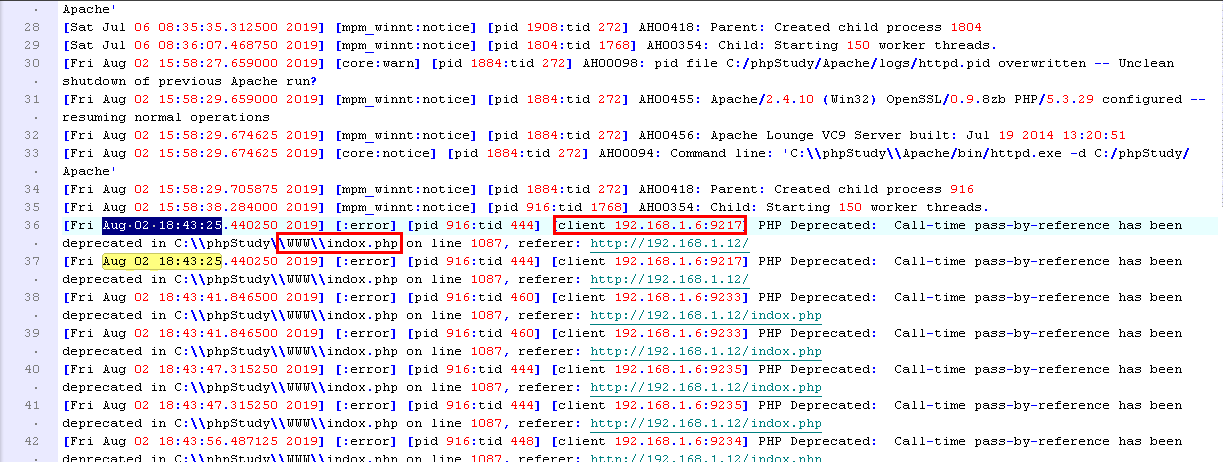 Apache'
28 [Sat Jul 06 08:35:35.312500 2019] [mpm_winnt:notice] [pid 1908:tid 272] AH00418: Parent: Created child process 1804
29 [Sat Jul 06 08:36:07.468750 2019] [mpm_winnt:notice] [pid 1804:tid 1768] AH00354: Child: Starting 150 worker threads.
30 [Fri Aug 02 15:58:27.659000 2019] [core:warn] [pid 1884:tid 272] AH00098: pid file C:/phpStudy/Apache/logs/httpd.pid overwritten -- Unclean
shutdown of previous Apache run?
31 [Fri Aug 02 15:58:29.659000 2019] [mpm_winnt:notice] [pid 1884:tid 272] AH00455: Apache/2.4.10 (Win32) OpenSSL/0.9.8zb PHP/5.3.29 configured --
resuming normal operations
32 [Fri Aug 02 15:58:29.674625 2019] [mpm_winnt:notice] [pid 1884:tid 272] AH00456: Apache Lounge VC9 Server built: Jul 19 2014 13:20:51
33 [Fri Aug 02 15:58:29.674625 2019] [core:notice] [pid 1884:tid 272] AH00094: Command line: 'C:\\phpStudy\\Apache/bin/httpd.exe -d C:/phpStudy/
Apache'
34 [Fri Aug 02 15:58:29.705875 2019] [mpm_winnt:notice] [pid 1884:tid 272] AH00418: Parent: Created child process 916
35 [Fri Aug 02 15:58:38.284000 2019] [mpm_winnt:notice] [pid 916:tid 1768] AH00354: Child: Starting 150 worker threads.
36 [Fri Aug 02 18:43:25.440250 2019] [:error] [pid 916:tid 444] [client 192.168.1.6:9217] PHP Deprecated:  Call-time pass-by-reference has been
deprecated in C:\\phpStudy\\WWW\\indox.php on line 1087, referer: http://192.168.1.12/
37 [Fri Aug 02 18:43:25.440250 2019] [:error] [pid 916:tid 444] [client 192.168.1.6:9217] PHP Deprecated:  Call-time pass-by-reference has been
deprecated in C:\\phpStudy\\WWW\\indox.php on line 1087, referer: http://192.168.1.12/
38 [Fri Aug 02 18:43:41.846500 2019] [:error] [pid 916:tid 460] [client 192.168.1.6:9233] PHP Deprecated:  Call-time pass-by-reference has been
deprecated in C:\\phpStudy\\WWW\\indox.php on line 1087, referer: http://192.168.1.12/indox.php
39 [Fri Aug 02 18:43:41.846500 2019] [:error] [pid 916:tid 460] [client 192.168.1.6:9233] PHP Deprecated:  Call-time pass-by-reference has been
deprecated in C:\\phpStudy\\WWW\\indox.php on line 1087, referer: http://192.168.1.12/indox.php
40 [Fri Aug 02 18:43:47.315250 2019] [:error] [pid 916:tid 444] [client 192.168.1.6:9235] PHP Deprecated:  Call-time pass-by-reference has been
deprecated in C:\\phpStudy\\WWW\\indox.php on line 1087, referer: http://192.168.1.12/indox.php
41 [Fri Aug 02 18:43:47.315250 2019] [:error] [pid 916:tid 444] [client 192.168.1.6:9235] PHP Deprecated:  Call-time pass-by-reference has been
deprecated in C:\\phpStudy\\WWW\\indox.php on line 1087, referer: http://192.168.1.12/indox.php
42 [Fri Aug 02 18:43:56.487125 2019] [:error] [pid 916:tid 448] [client 192.168.1.6:9234] PHP Deprecated:  Call-time pass-by-reference has been
deprecated in C:\\phpStudy\\WWW\\indox.php on line 1087, referer: http://192.168.1.12/indox.php